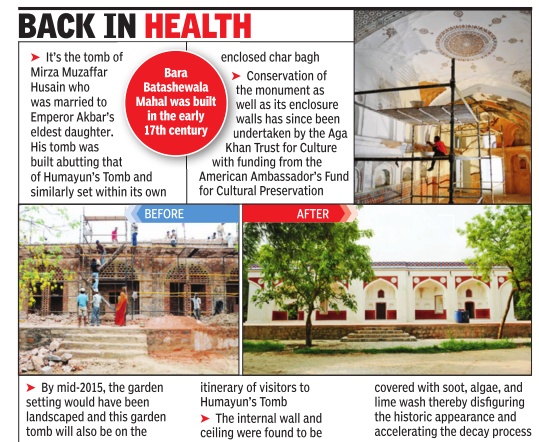 BACK IN HEALTH
➤ It's the tomb of
Mirza Muzaffar
Husain who
was married to
Emperor Akbar's
eldest daughter.
His tomb was
built abutting that
of Humayun's Tomb and
similarly set within its own
Bara
Batashewala
Mahal was built
in the early
17th century
enclosed char bagh
➤ Conservation of
the monument as
well as its enclosure
walls has since been
undertaken by the Aga
Khan Trust for Culture
with funding from the
American Ambassador's Fund
for Cultural Preservation
BEFORE
AFTER
➤ By mid-2015, the garden
setting would have been
landscaped and this garden
tomb will also be on the
itinerary of visitors to
Humayun's Tomb
➤ The internal wall and
ceiling were found to be
covered with soot, algae, and
lime wash thereby disfiguring
the historic appearance and
accelerating the decay process